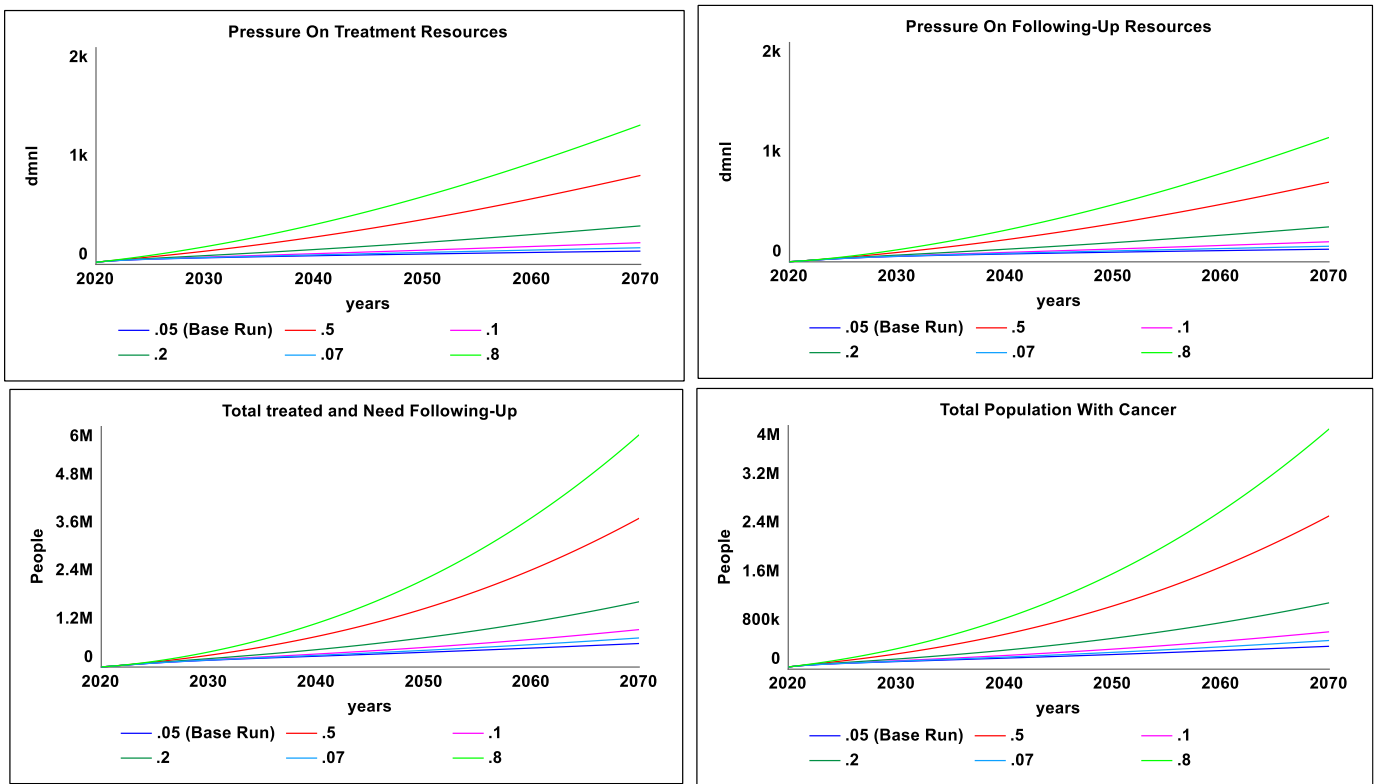 Pressure On Treatment Resources
2k
1k
0
dmnl
2020 2030 2040 2050 2060 2070
years
.05 (Base Run) .5 .1
.2 .07 .8
Pressure On Following-Up Resources
2k
1k
0
dmnl
2020 2030 2040 2050 2060 2070
years
.05 (Base Run) .5 .1
.2 .07 .8
Total treated and Need Following-Up
6M
4.8M
3.6M
2.4M
1.2M
0
People
2020 2030 2040 2050 2060 2070
years
.05 (Base Run) .5 .1
.2 .07 .8
Total Population With Cancer
4M
3.2M
2.4M
1.6M
800k
0
People
2020 2030 2040 2050 2060 2070
years
.05 (Base Run) .5 .1
.2 .07 .8